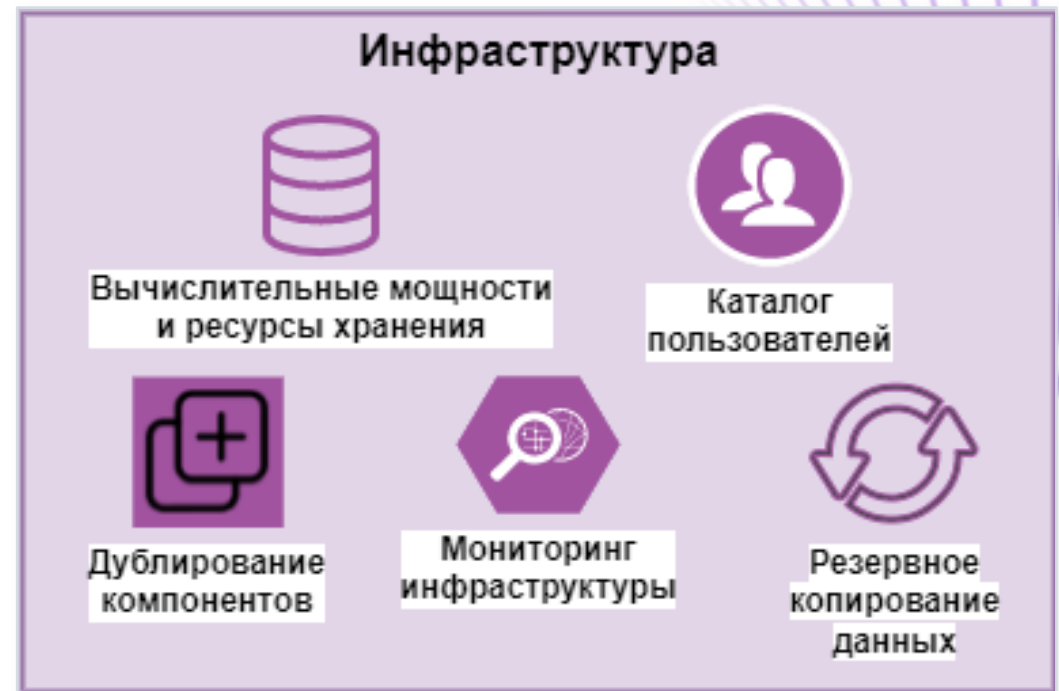 Инфраструктура
Вычислительные мощности
и ресурсы хранения
Каталог
пользователей
Дублирование
компонентов
Мониторинг
инфраструктуры
Резервное
копирование
данных